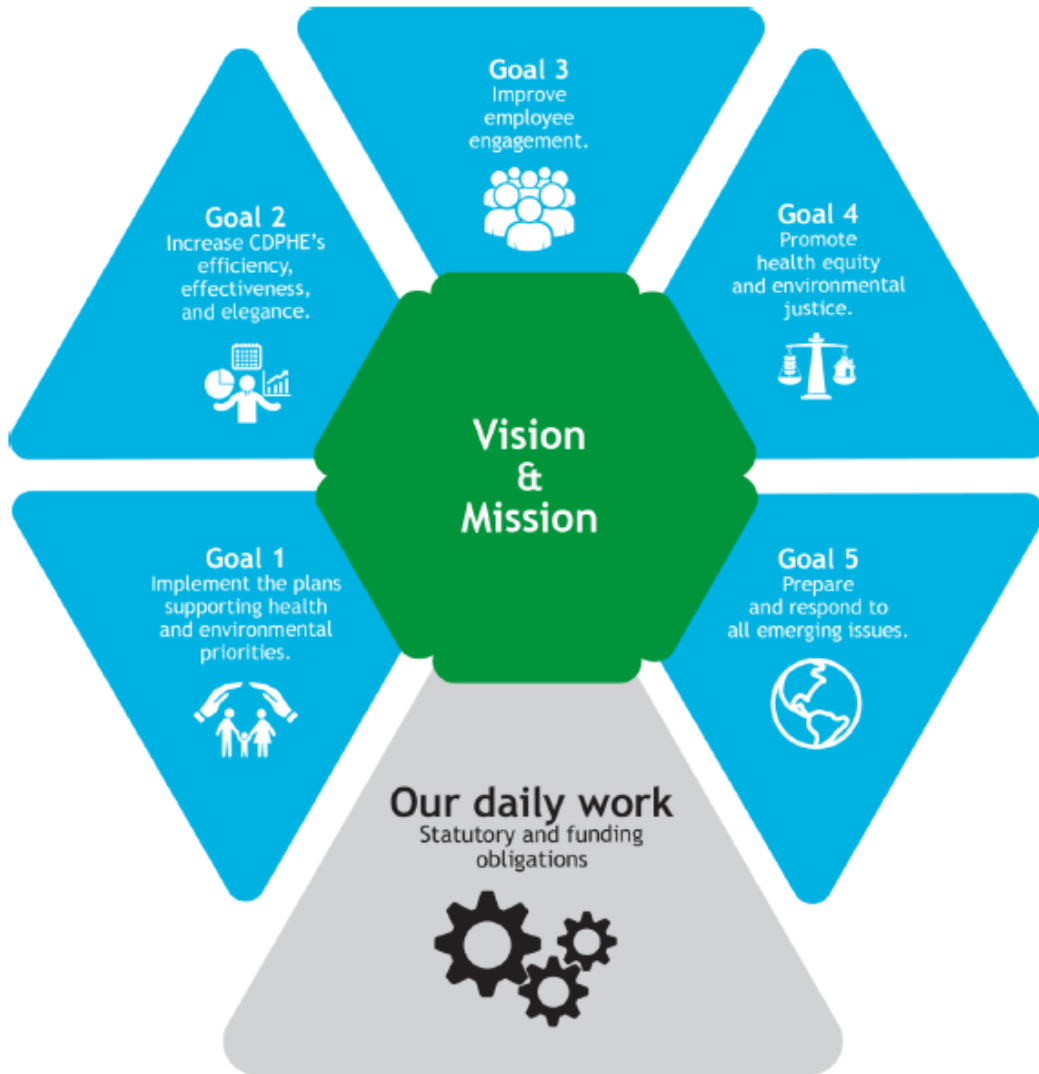 Goal 3
Improve
employee
engagement.
Goal 2
Increase CDPHE's
efficiency,
effectiveness,
and elegance.
Goal 4
Promote
health equity
and environmental
justice.
Vision
&
Mission
Goal 1
Implement the plans
supporting health
and environmental
priorities.
Goal 5
Prepare
and respond to
all emerging issues.
Our daily work
Statutory and funding
obligations